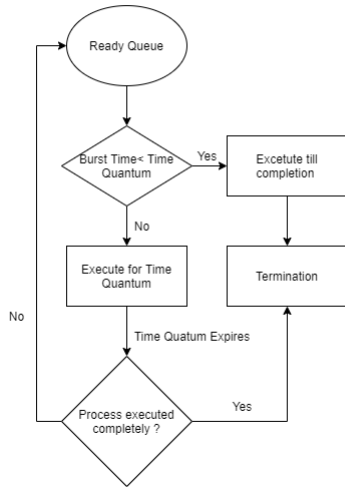 Ready Queue
Burst Time< Time
Quantum
Yes
Excetute till
completion
No
Execute for Time
Quantum
Termination
No
Time Quatum Expires
Process executed
completely ?
Yes